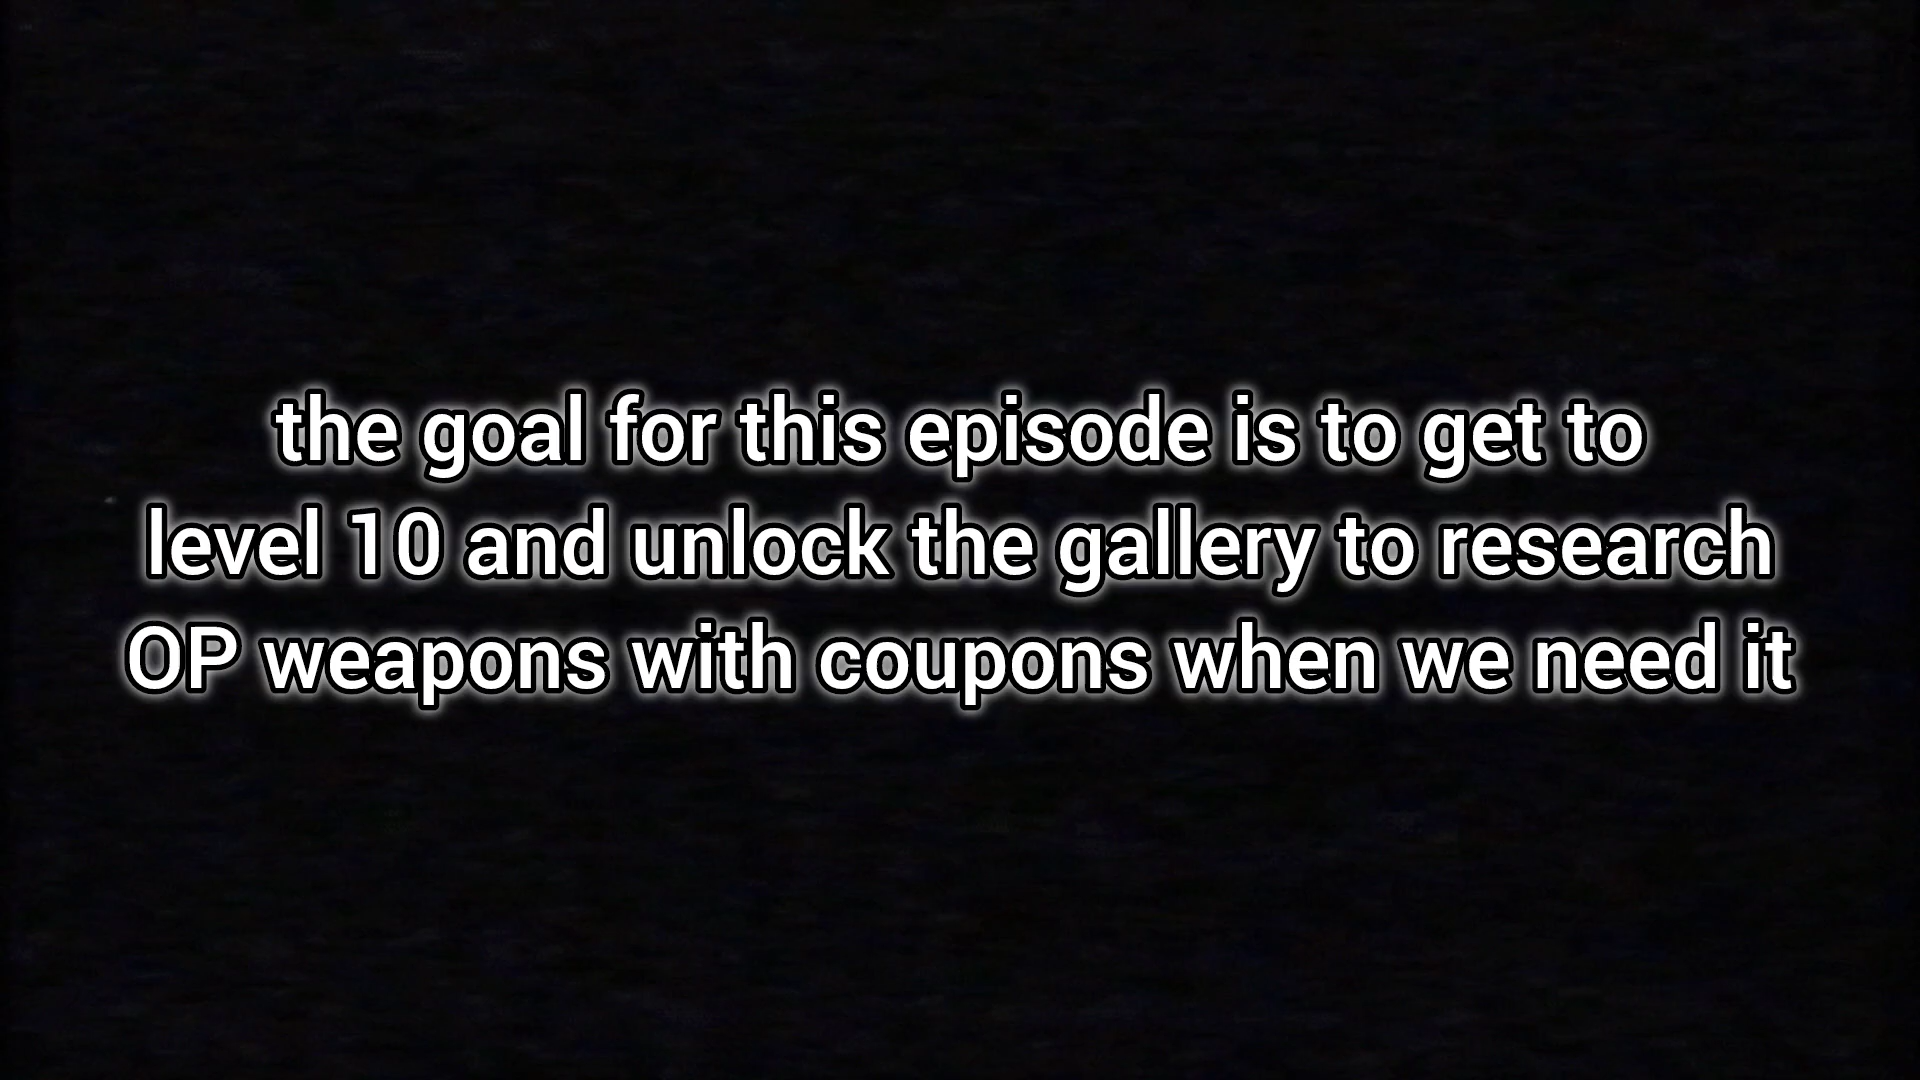 the goal for this episode is to get to
level 10 and unlock the gallery to research
OP weapons with coupons when we need it